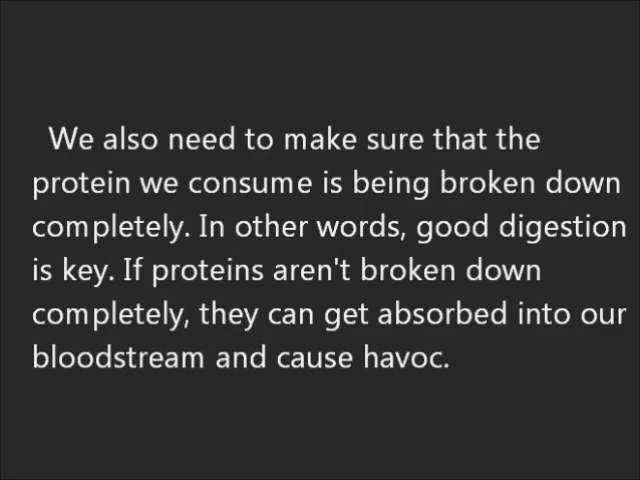 We also need to make sure that the
protein we consume is being broken down
completely. In other words, good digestion
is key. If proteins aren't broken down
completely, they can get absorbed into our
bloodstream and cause havoc.